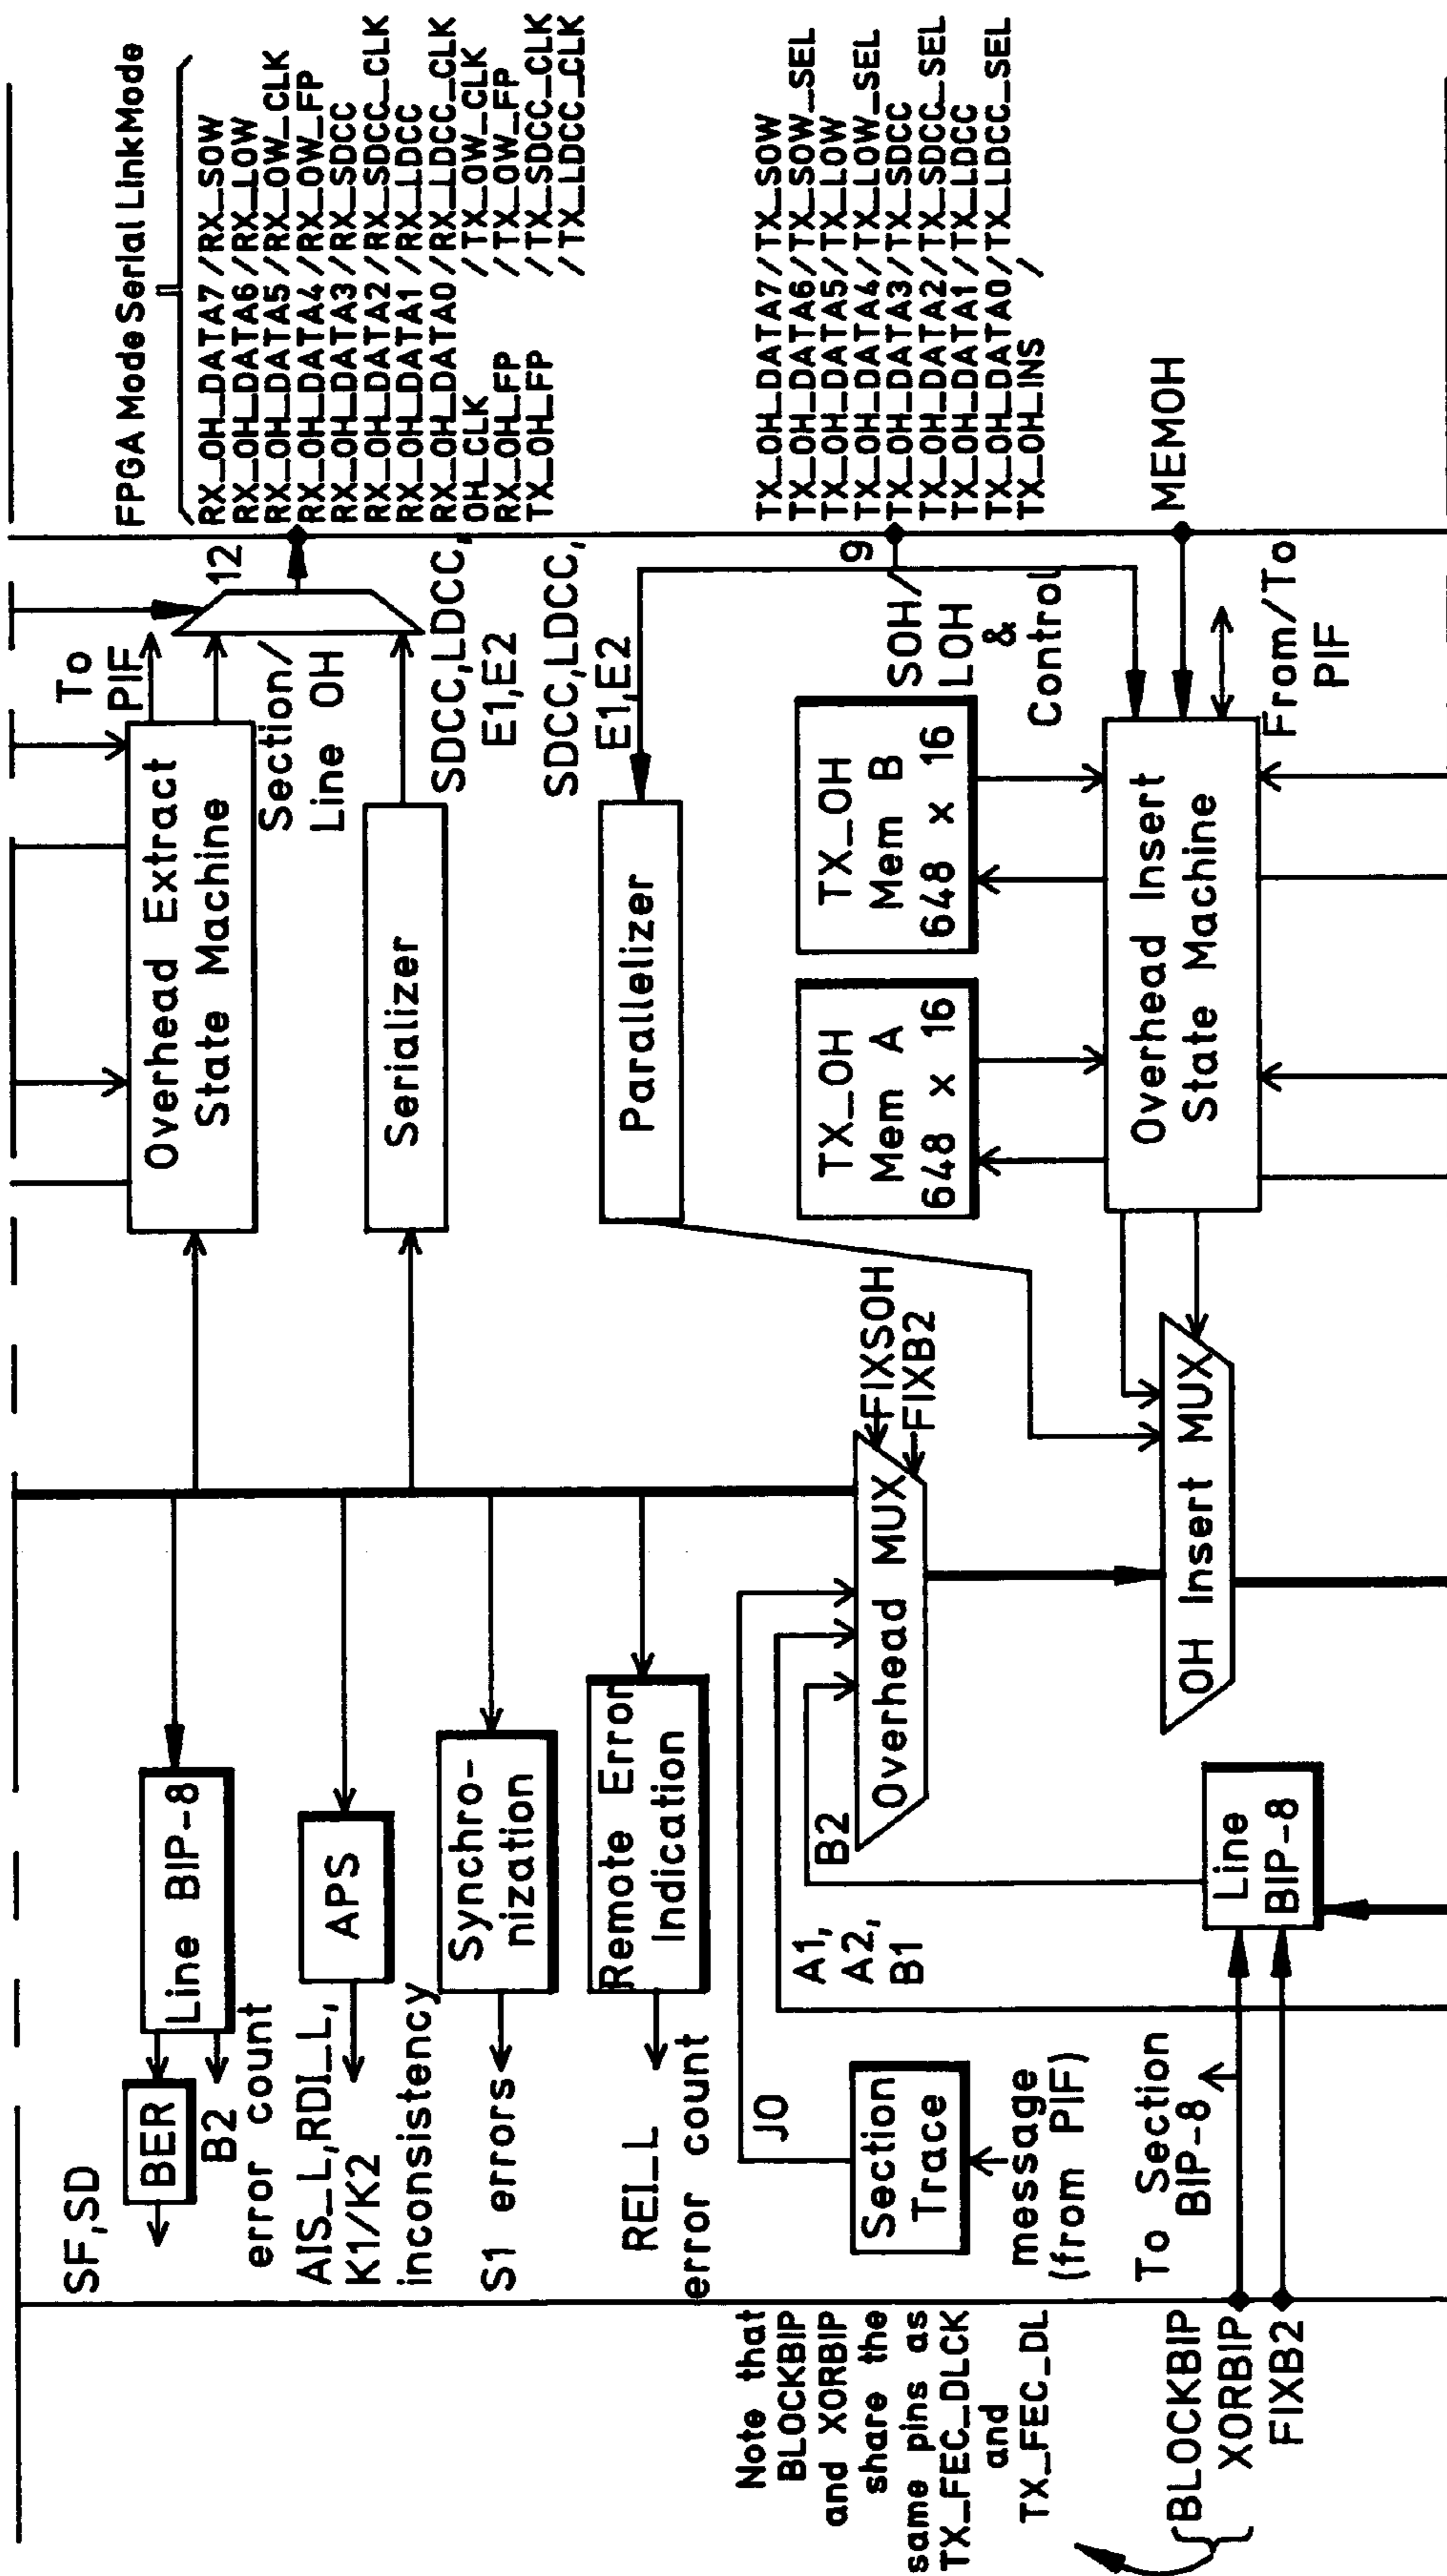 FPGA Mode Serial Link Mode
RX_OH_DATA7/RX_SOW
RX_OH_DATA6/RX_LOW
RX_OH_DATA5/RX_OW_CLK
RX_OH_DATA4/RX_OW_FP
RX_OH_DATA3/RX_SDCC
RX_OH_DATA2/RX_SDCC_CLK
RX_OH_DATA1/RX_LDCC
RX_OH_DATA0/RX_LDCC_CLK
OH_CLK /TX_OW_CLK
RX_OH_FP /TX_OW_FP
TX_OH_FP /TX_SDCC_CLK
/TX_LDCC_CLK
TX_OH_DATA7/TX_SOW
TX_OH_DATA6/TX_SOW_SEL
TX_OH_DATA5/TX_LOW
TX_OH_DATA4/TX_LOW_SEL
TX_OH_DATA3/TX_SDCC
TX_OH_DATA2/TX_SDCC_SEL
TX_OH_DATA1/TX_LDCC
TX_OH_DATA0/TX_LDCC_SEL
TX_OH_INS /
MEMOH
To
PIF
12
Section/
Line OH
SDCC,LDCC,
E1,E2
SDCC,LDCC,
E1,E2
9
SOH/
LOH
&
Control
From/To
PIF
Overhead Extract
State Machine
Serializer
Parallelizer
TX_OH
Mem B
648 x 16
TX_OH
Mem A
648 x 16
Overhead Insert
State Machine
FIXSOH
FIXB2
Overhead MUX
OH Insert MUX
SF,SD
BER
Line BIP-8
B2
error count
APS
AIS_L,RDI_L,
K1/K2
inconsistency
Synchro-
nization
S1 errors
Remote Error
Indication
REI_L
error count
B2
A1,
A2,
B1
J0
Section
Trace
message
(from PIF)
Line
BIP-8
To Section
BIP-8
Note that
BLOCKBIP
and XORBIP
share the
same pins as
TX_FEC_DLCK
and
TX_FEC_DL
BLOCKBIP
XORBIP
FIXB2